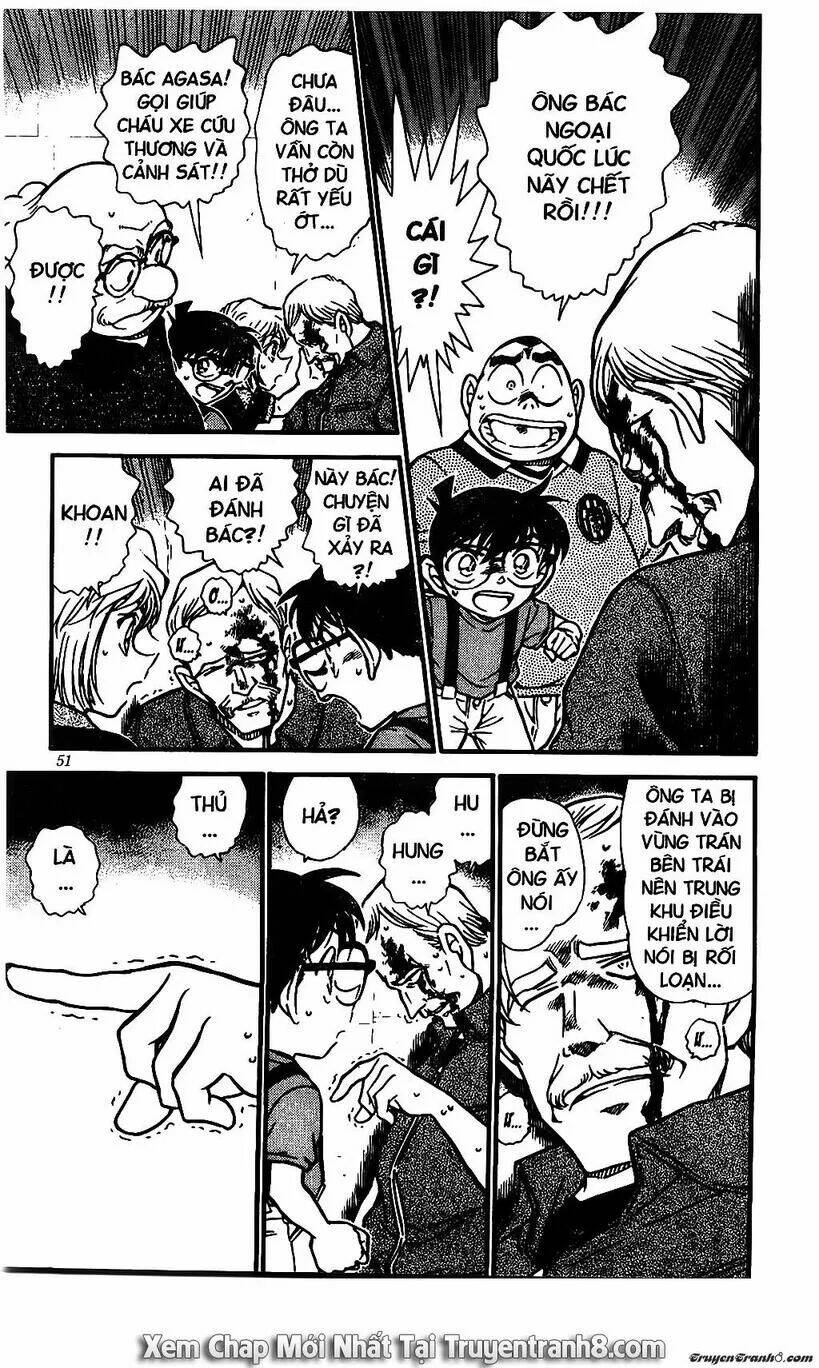 ÔNG BÁC
NGOẠI
QUỐC LÚC
NÃY CHẾT
RỒI!!!
CÁI
GÌ
?!
CHƯA
ĐÂU...
ÔNG TA
VẪN CÒN
THỞ DÙ
RẤT YẾU
ỚT...
BÁC AGASA!
GỌI GIÚP
CHÁU XE CỨU
THƯƠNG VÀ
CẢNH SÁT!!
ĐƯỢC
!!
NÀY BÁC!
CHUYỆN
GÌ ĐÃ
XẢY RA
?!
AI ĐÃ
ĐÁNH
BÁC?!
Ơ...
Ư...
KHOAN
!!
51
ÔNG TA BỊ
ĐÁNH VÀO
VÙNG TRÁN
BÊN TRÁI
NÊN TRUNG
KHU ĐIỀU
KHIỂN LỜI
NÓI BỊ RỐI
LOẠN...
ĐỪNG
BẮT
ÔNG ẤY
NÓI
...
Ư...
Ư...
HU
...
HUNG
...
HẢ?
THỦ
...
LÀ
...
Xem Chap Mới Nhất Tại Truyentranh8.com
TruyenTranh8.com